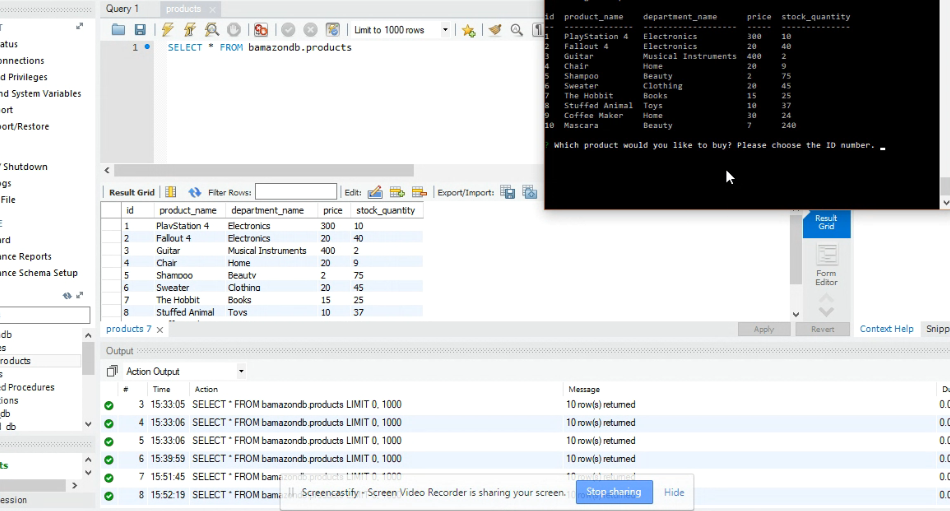 Query 1
products
Limit to 1000 rows
1
SELECT * FROM bamazondb.products
id product_name department_name price stock_quantity
1 PlayStation 4 Electronics 300 10
2 Fallout 4 Electronics 20 40
3 Guitar Musical Instruments 400 2
4 Chair Home 20 9
5 Shampoo Beauty 2 75
6 Sweater Clothing 20 45
7 The Hobbit Books 15 25
8 Stuffed Animal Toys 10 37
9 Coffee Maker Home 30 24
10 Mascara Beauty 7 240
? Which product would you like to buy? Please choose the ID number.
atus
onnections
d Privileges
nd System Variables
ort
port/Restore
/ Shutdown
ogs
File
E
ard
ance Reports
ance Schema Setup
Result Grid
Filter Rows:
Edit:
Export/Import:
id product_name department_name price stock_quantity
1 PlayStation 4 Electronics 300 10
2 Fallout 4 Electronics 20 40
3 Guitar Musical Instruments 400 2
4 Chair Home 20 9
5 Shampoo Beauty 2 75
6 Sweater Clothing 20 45
7 The Hobbit Books 15 25
8 Stuffed Animal Toys 10 37
Result
Grid
Form
Editor
products 7
Apply
Revert
Context Help
Snipp
db
es
roducts
s
d Procedures
tions
db
l_db
ts
ession
Output
Action Output
# Time Action Message Du
3 15:33:05 SELECT * FROM bamazondb.products LIMIT 0, 1000 10 row(s) returned 0.0
4 15:33:06 SELECT * FROM bamazondb.products LIMIT 0, 1000 10 row(s) returned 0.0
5 15:33:06 SELECT * FROM bamazondb.products LIMIT 0, 1000 10 row(s) returned 0.0
6 15:39:59 SELECT * FROM bamazondb.products LIMIT 0, 1000 10 row(s) returned 0.0
7 15:51:45 SELECT * FROM bamazondb.products LIMIT 0, 1000 10 row(s) returned 0.0
8 15:52:19 SELECT * FROM bama 0.0
Screencastify - Screen Video Recorder is sharing your screen.
Stop sharing
Hide